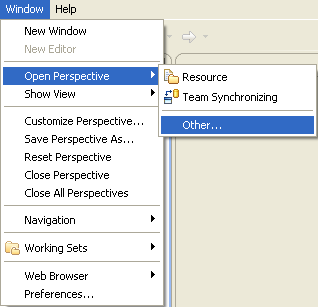 Window Help
New Window
New Editor
Open Perspective
Show View
Customize Perspective...
Save Perspective As...
Reset Perspective
Close Perspective
Close All Perspectives
Navigation
Working Sets
Web Browser
Preferences...
Resource
Team Synchronizing
Other...